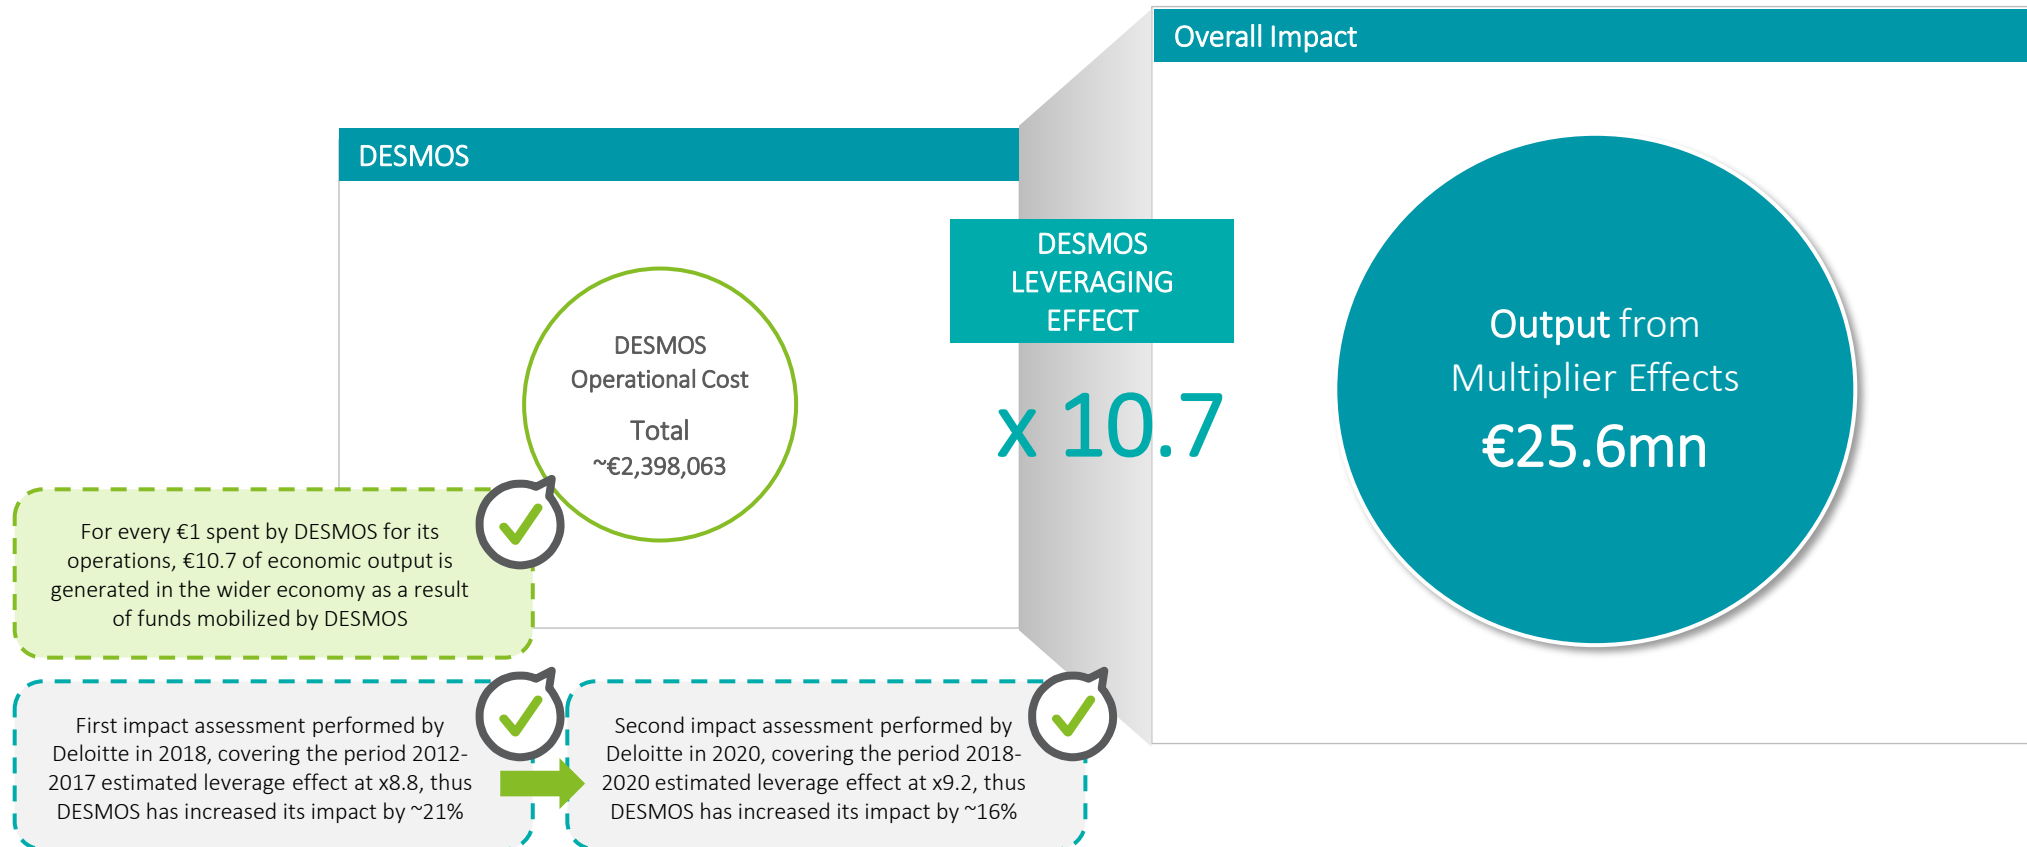 Overall Impact
DESMOS
DESMOS
LEVERAGING
EFFECT
x 10.7
DESMOS
Operational Cost
Total
~€2,398,063
Output from
Multiplier Effects
€25.6mn
For every €1 spent by DESMOS for its
operations, €10.7 of economic output is
generated in the wider economy as a result
of funds mobilized by DESMOS
First impact assessment performed by
Deloitte in 2018, covering the period 2012-
2017 estimated leverage effect at x8.8, thus
DESMOS has increased its impact by ~21%
Second impact assessment performed by
Deloitte in 2020, covering the period 2018-
2020 estimated leverage effect at x9.2, thus
DESMOS has increased its impact by ~16%